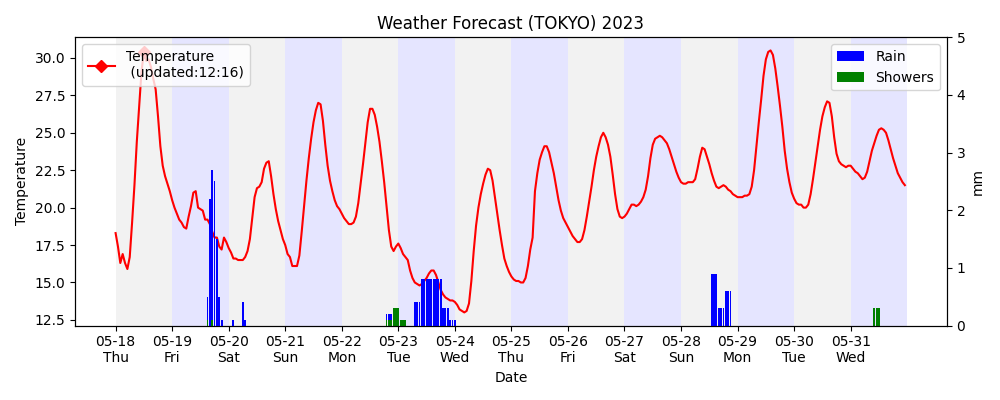 Weather Forecast (TOKYO) 2023
Temperature
(updated:12:16)
Rain
Showers
Temperature
30.0
27.5
25.0
22.5
20.0
17.5
15.0
12.5
5
4
3
2
1
0
mm
05-18 05-19 05-20 05-21 05-22 05-23 05-24 05-25 05-26 05-27 05-28 05-29 05-30 05-31
Thu Fri Sat Sun Mon Tue Wed Thu Fri Sat Sun Mon Tue Wed
Date